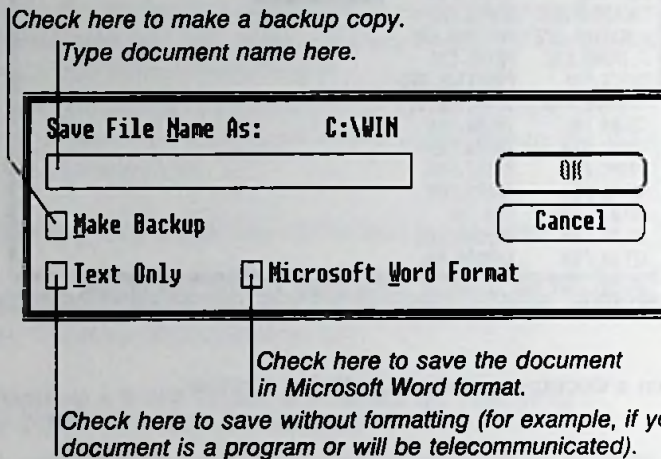 Check here to make a backup copy.
Type document name here.
Save File Name As: C:\WIN
OK
Make Backup
Cancel
Text Only Microsoft Word Format
Check here to save the document
in Microsoft Word format.
Check here to save without formatting (for example, if
document is a program or will be telecommunicated).